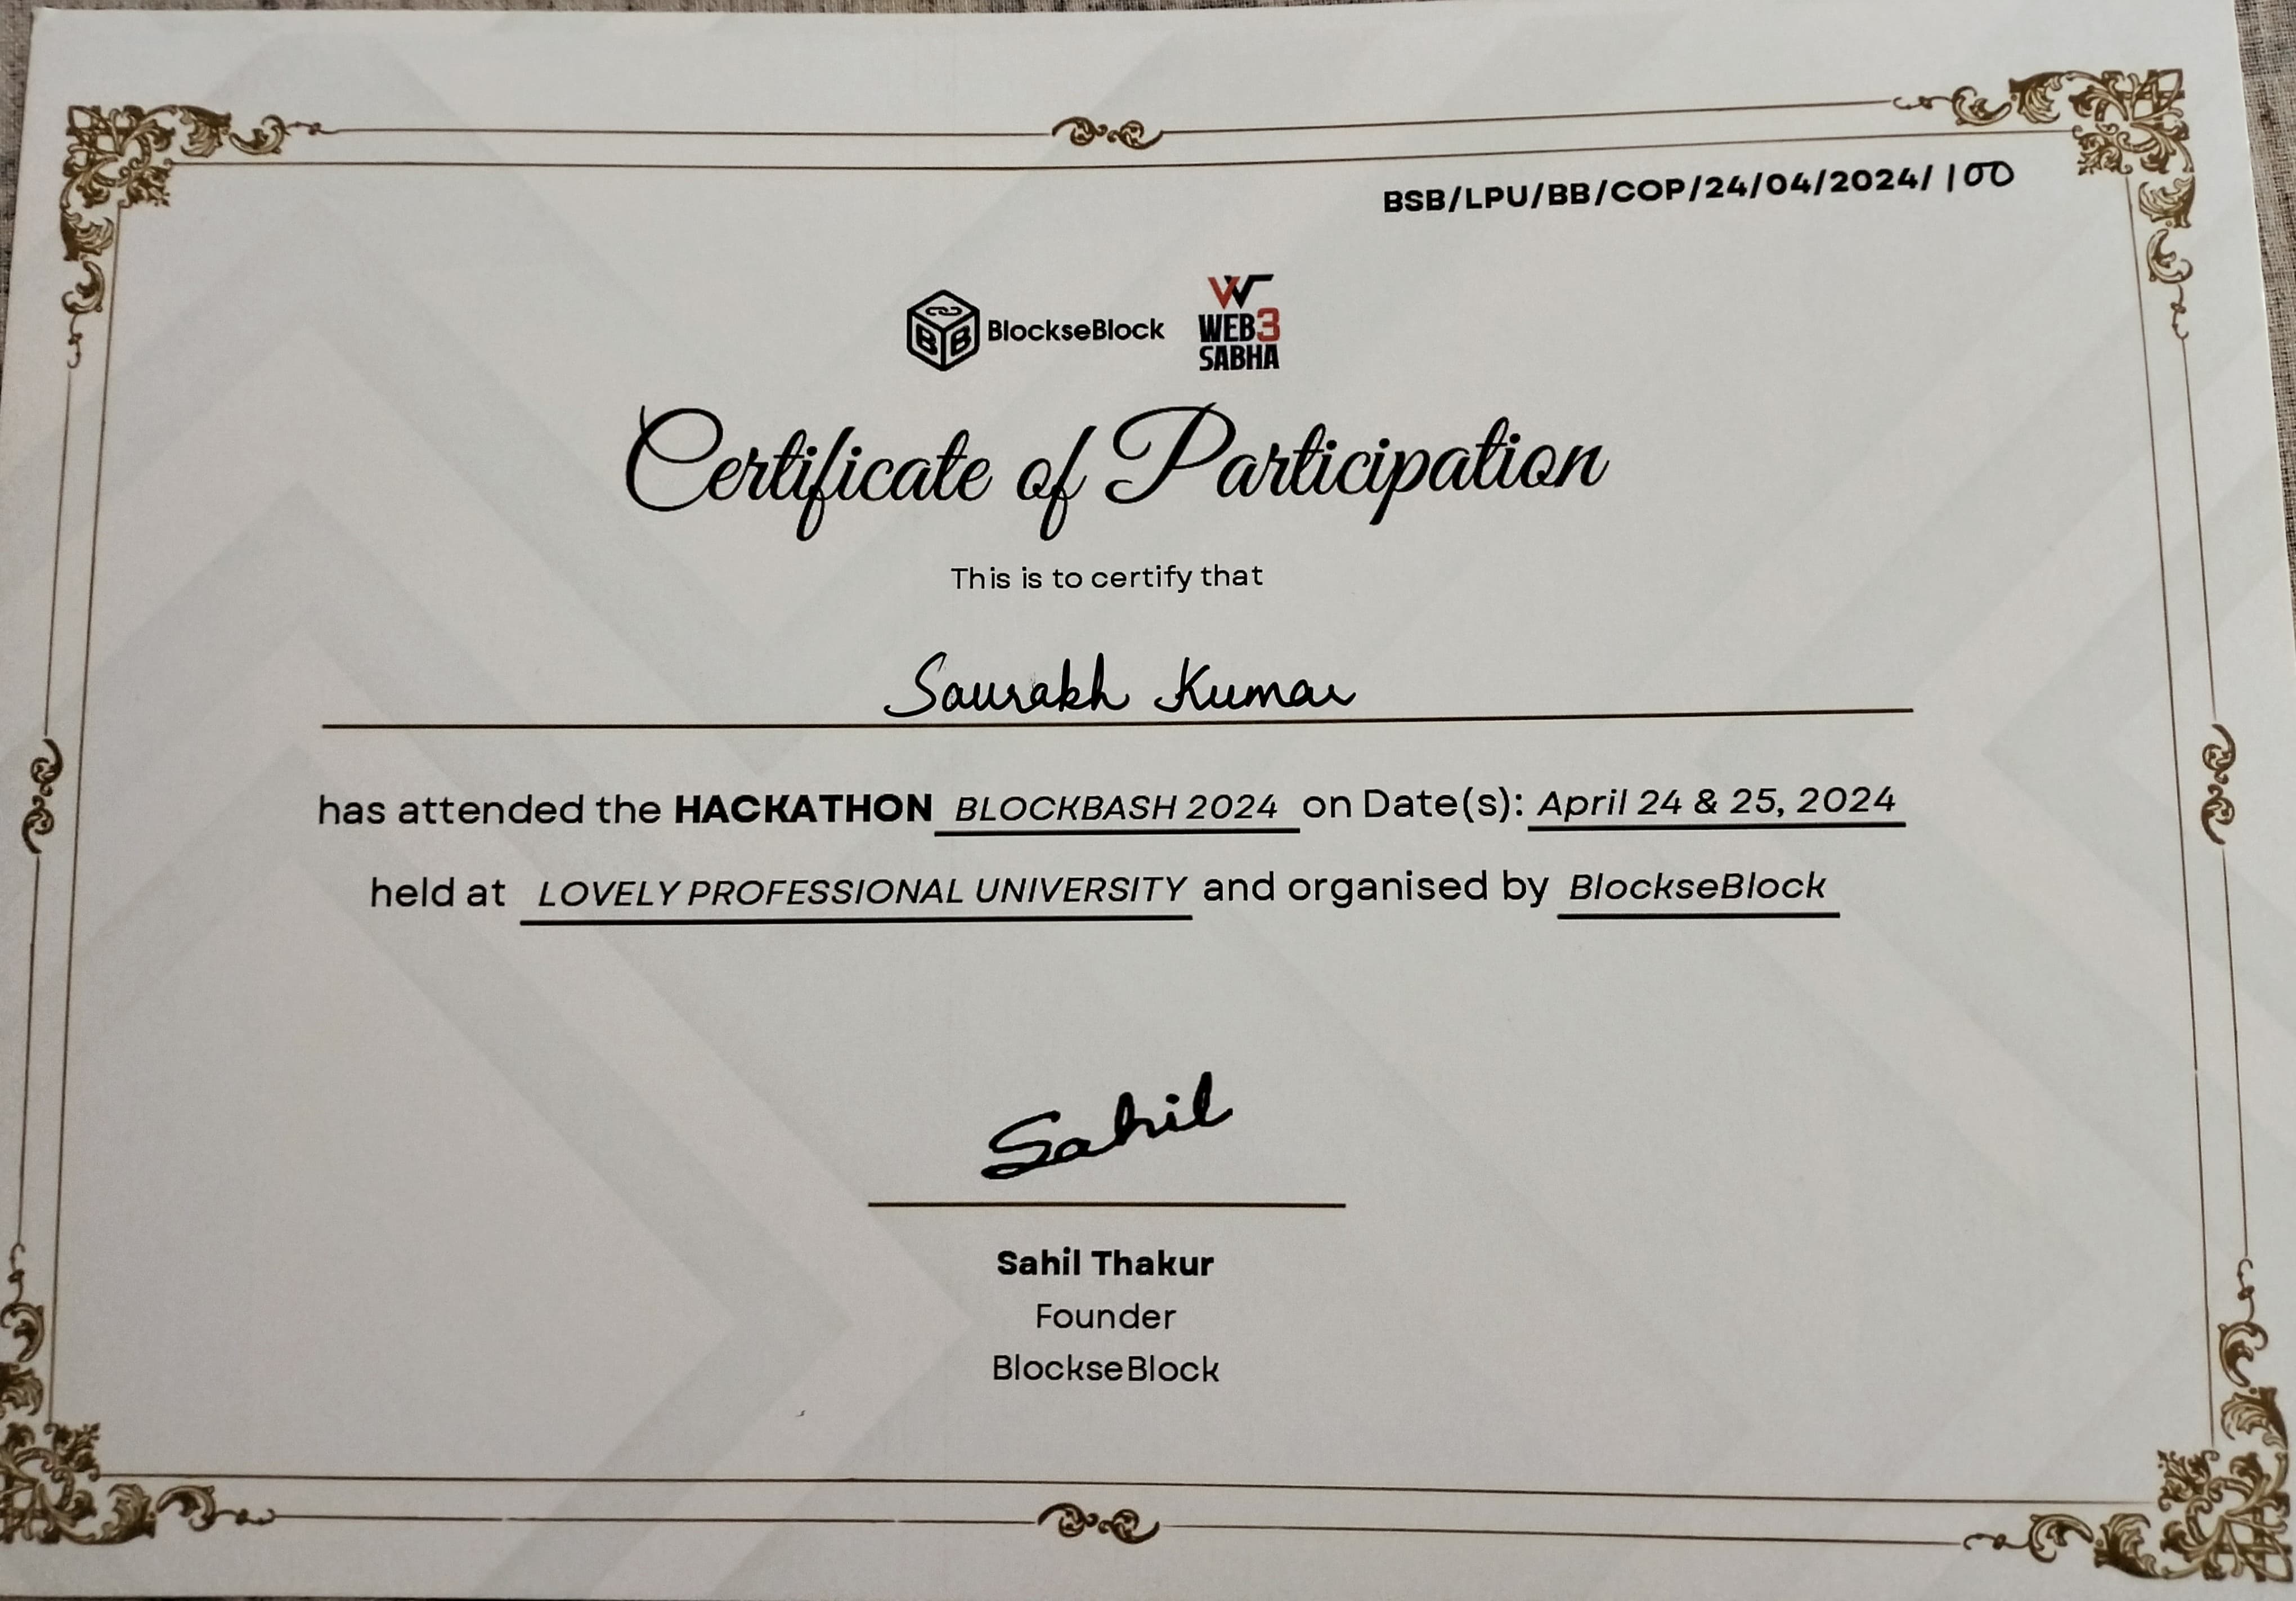 BSB/LPU/BB/COP/24/04/2024/ 100
BB BlockseBlock
WEB3
SABHA
Certificate of Participation
This is to certify that
Saurabh Kumar
has attended the HACKATHON BLOCKBASH 2024 on Date(s): April 24 & 25, 2024
held at LOVELY PROFESSIONAL UNIVERSITY and organised by BlockseBlock
Sahil
Sahil Thakur
Founder
BlockseBlock